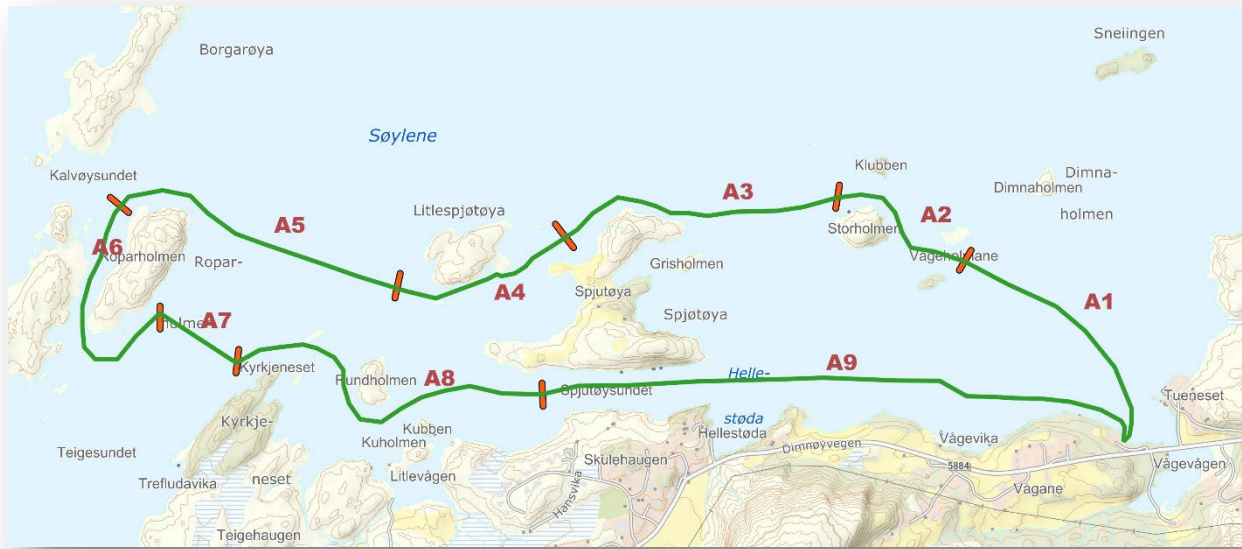 Sneiingen
Borgarøya
Søylene
Klubben
Kalvøysundet
Dimna-
Dimnaholmen
holmen
A3
Litlespjøtøya
A2
Storholmen
A5
A6
Roparholmen
Ropar-
Vågeholmane
Grisholmen
A4
Spjutøya
A1
Spjøtøya
A7
holmen
Kyrkjeneset
Rundholmen
A8
Spjutøysundet
Helle-
A9
Tueneset
Kyrkje-
støda
Kubben
Kuholmen
Hellestøda
Dimnøyvegen
Vågevika
Teigesundet
Skulehaugen
5884
Vågevågen
Trefludavika
neset
Litlevågen
Hansvika
Vågane
Teigehaugen